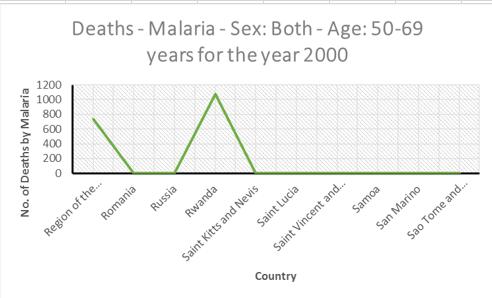 Deaths - Malaria - Sex: Both - Age: 50-69
years for the year 2000
No. of Deaths by Malaria
1200
1000
800
600
400
200
0
Region of the...
Romania
Russia
Rwanda
Saint Kitts and Nevis
Saint Lucia
Saint Vincent and...
Samoa
San Marino
Sao Tome and...
Country